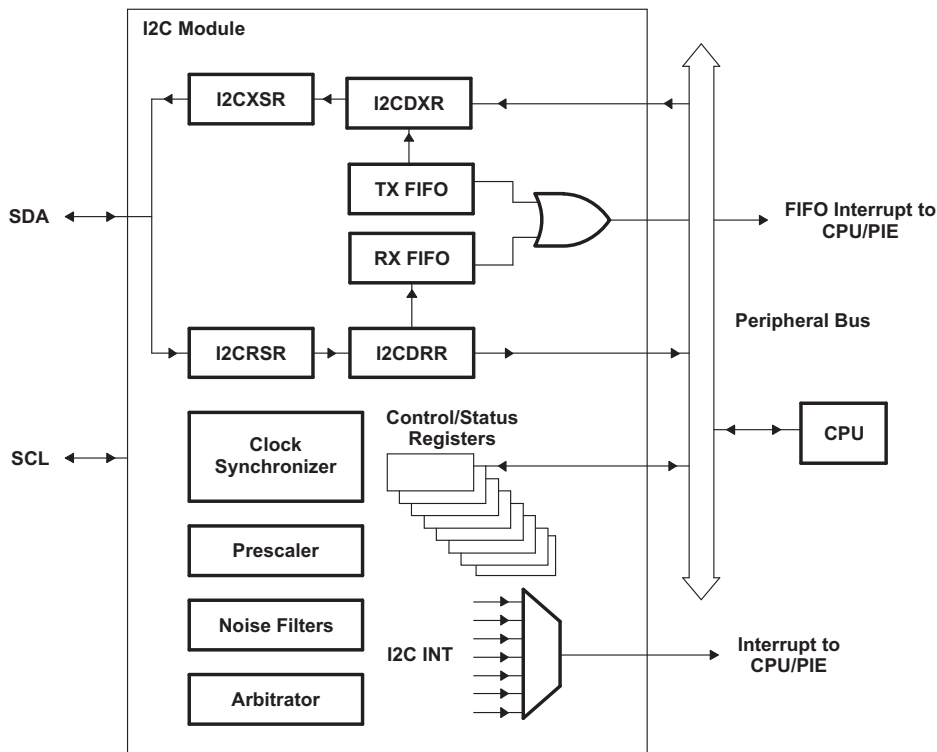 I2C Module
I2CXSR
I2CDXR
TX FIFO
SDA
FIFO Interrupt to
CPU/PIE
RX FIFO
Peripheral Bus
I2CRSR
I2CDRR
Control/Status
Registers
CPU
Clock
Synchronizer
SCL
Prescaler
Noise Filters
I2C INT
Interrupt to
CPU/PIE
Arbitrator